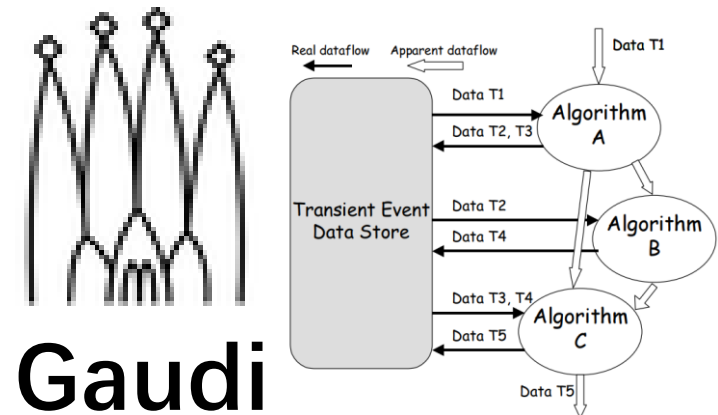 Real dataflow
Apparent dataflow
Data T1
Data T1
Algorithm
A
Data T2, T3
Transient Event
Data Store
Data T2
Algorithm
B
Data T4
Data T3, T4
Algorithm
C
Data T5
Data T5
Gaudi